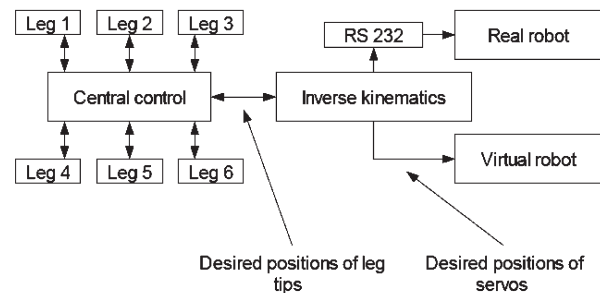 Leg 1
Leg 2
Leg 3
RS 232
Real robot
Central control
Inverse kinematics
Leg 4
Leg 5
Leg 6
Virtual robot
Desired positions of leg
tips
Desired positions of
servos